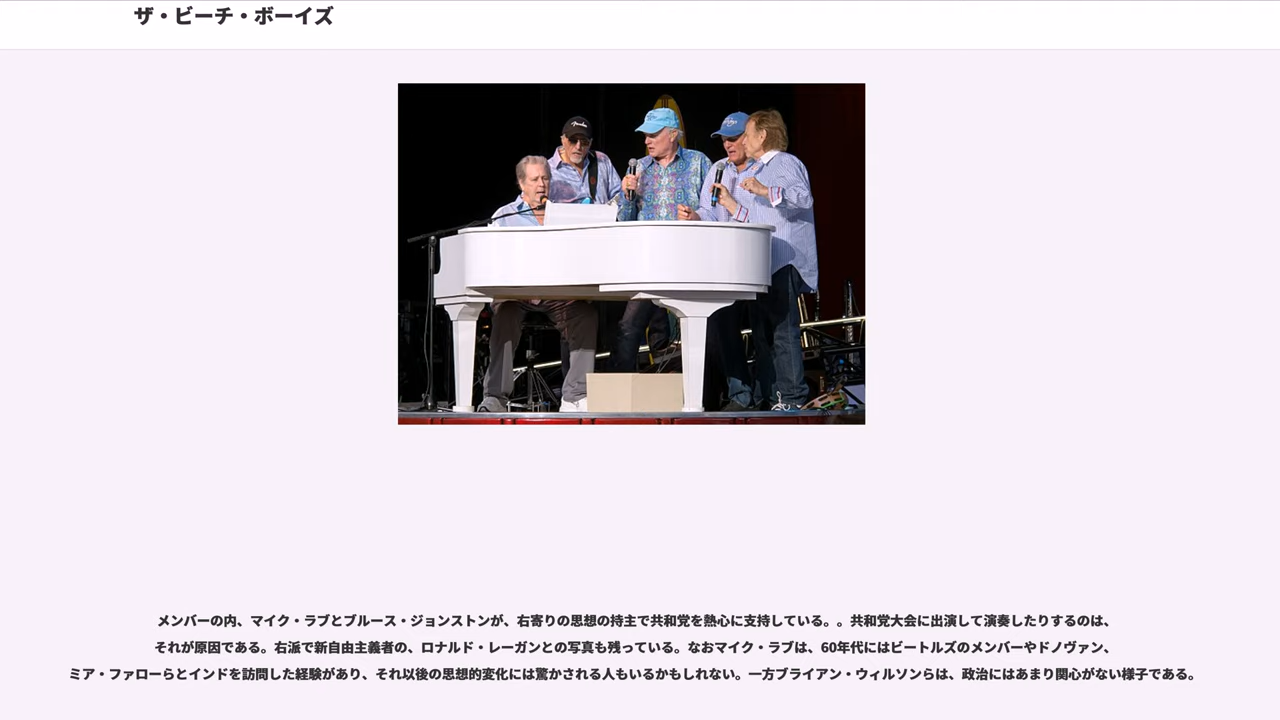 ザ・ビーチ・ボーイズ
メンバーの内、マイク・ラブとブルース・ジョンストンが、右寄りの思想の持主で共和党を熱心に支持している。。共和党大会に出演して演奏したりするのは、
それが原因である。右派で新自由主義者の、ロナルド・レーガンとの写真も残っている。なおマイク・ラブは、60年代にはビートルズのメンバーやドノヴァン、
ミア・ファローらとインドを訪問した経験があり、それ以後の思想的変化には驚かされる人もいるかもしれない。一方ブライアン・ウィルソンらは、政治にはあまり関心がない様子である。